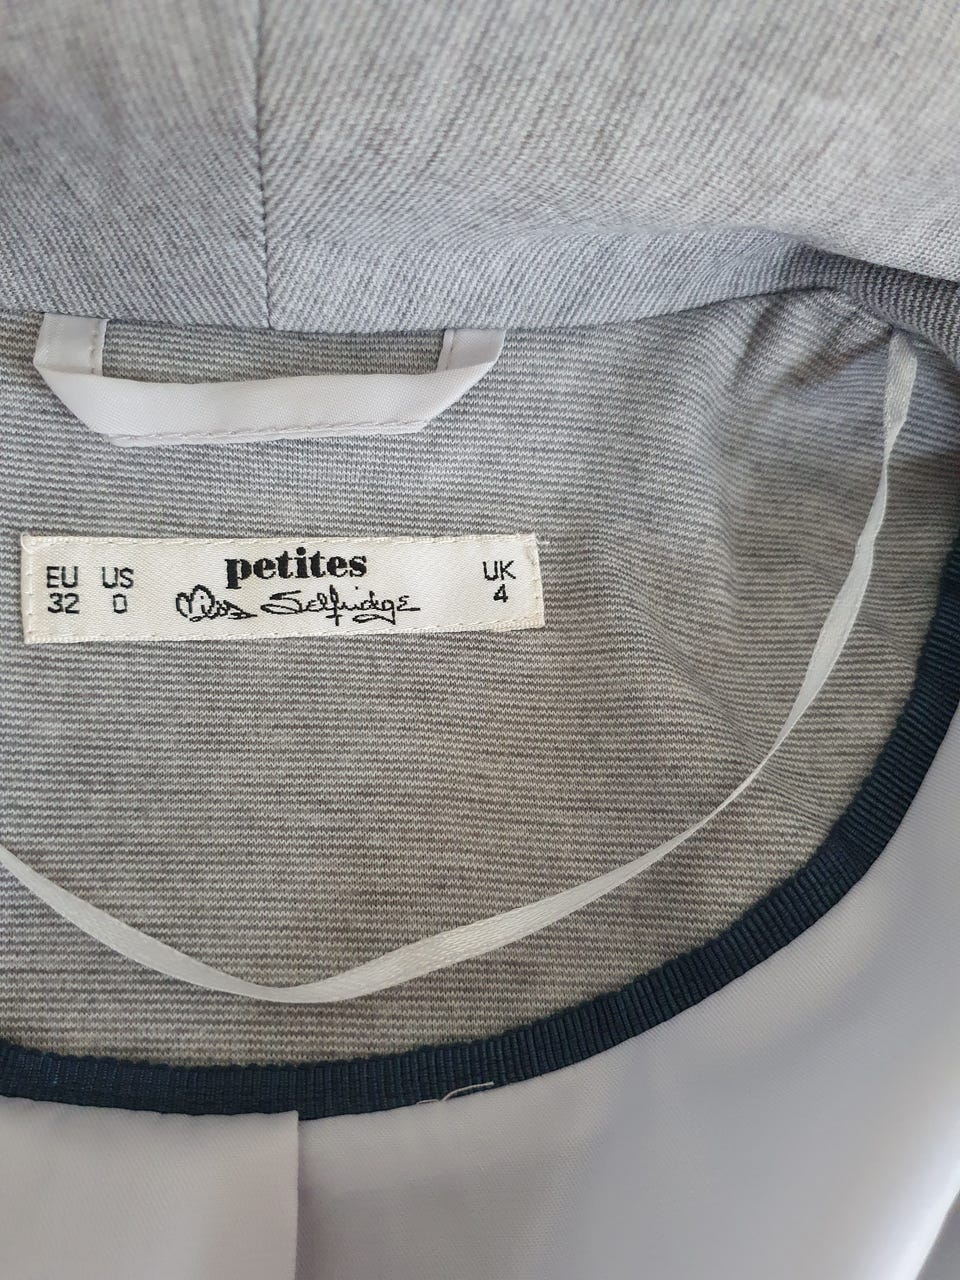 EU US petites UK
32 0 Miss Selfridge 4